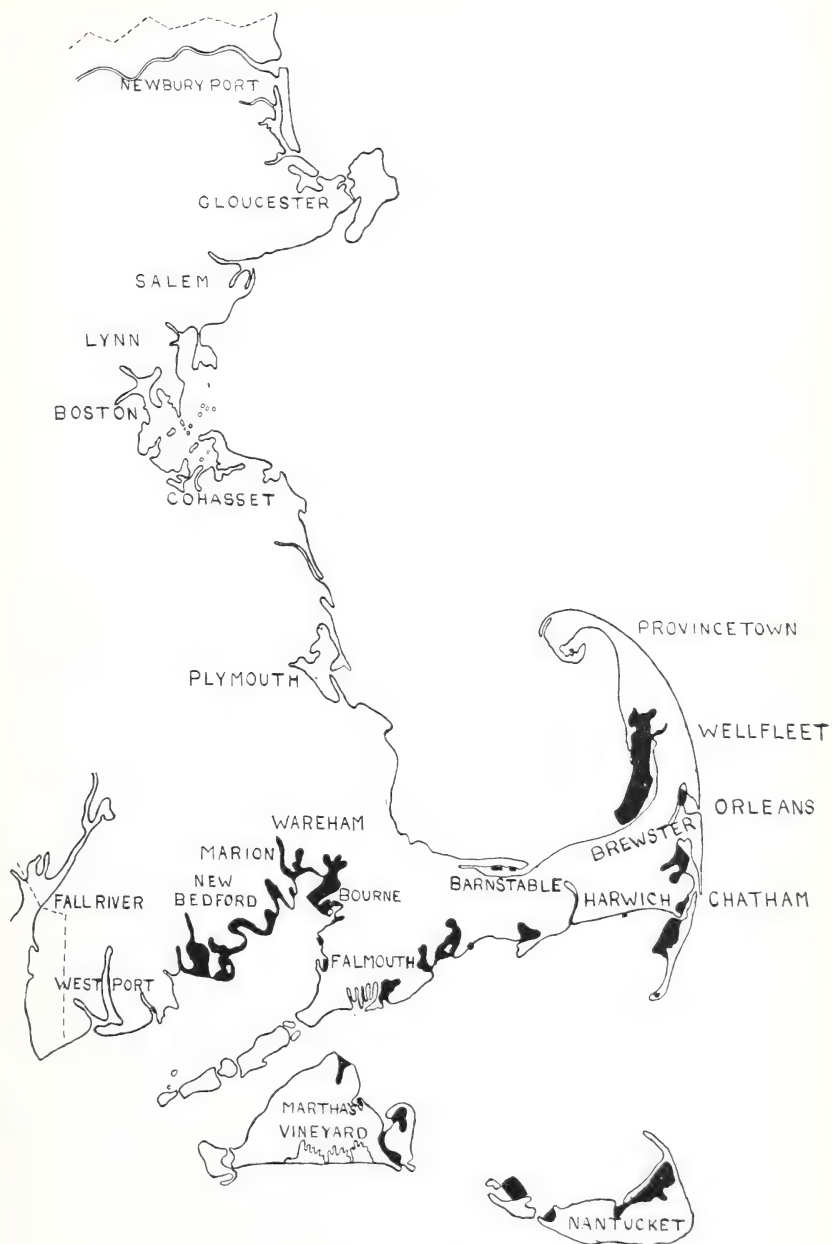 NEWBURY PORT
GLOUCESTER
SALEM
LYNN
BOSTON
COHASSET
PROVINCETOWN
PLYMOUTH
WELLFLEET
ORLEANS
WAREHAM
BREWSTER
MARION
NEW
BEDFORD
BARNSTABLE
BOURNE
HARWICH
CHATHAM
FALL RIVER
FALMOUTH
WEST PORT
MARTHAS
VINEYARD
NANTUCKET